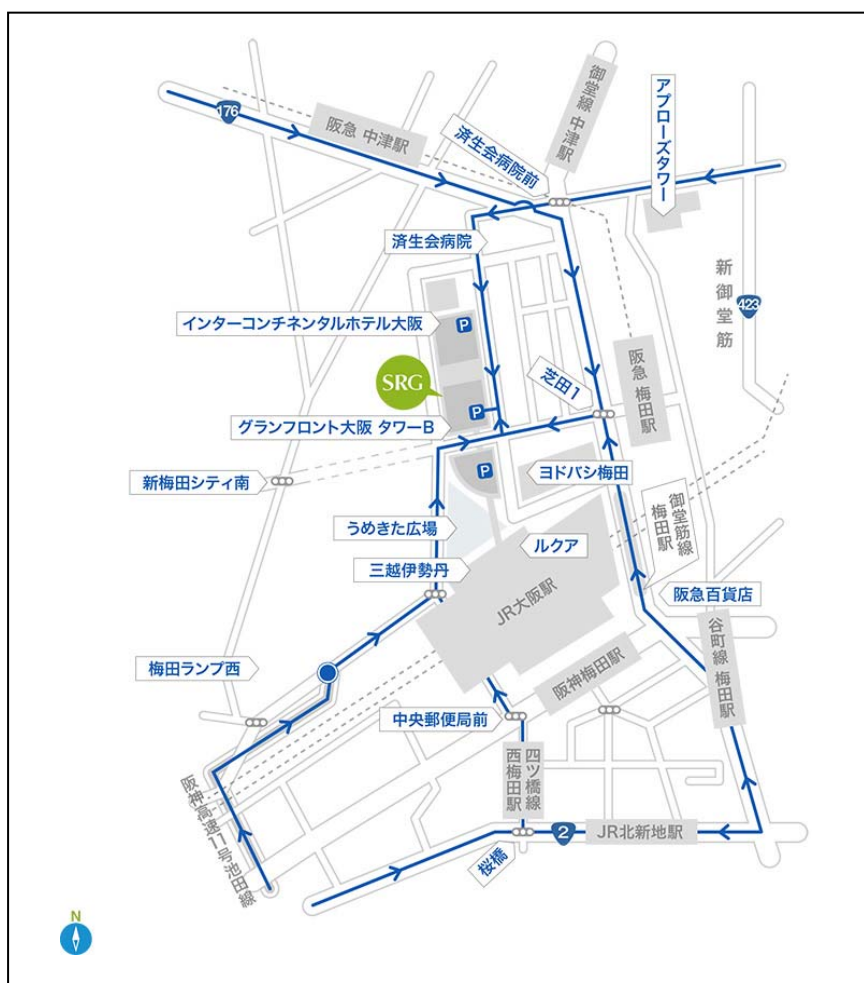 176
阪急 中津駅
御堂線 中津駅
済生会病院前
アプローズタワー
済生会病院
新御堂筋
423
インターコンチネンタルホテル大阪
P
SRG
阪急 梅田駅
芝田1
P
グランフロント大阪 タワーB
新梅田シティ南
P
ヨドバシ梅田
御堂筋線
梅田駅
うめきた広場
ルクア
三越伊勢丹
JR大阪駅
阪急百貨店
梅田ランプ西
阪神梅田駅
谷町線 梅田駅
中央郵便局前
四ツ橋線
西梅田駅
阪神高速11号池田線
2
JR北新地駅
桜橋
N